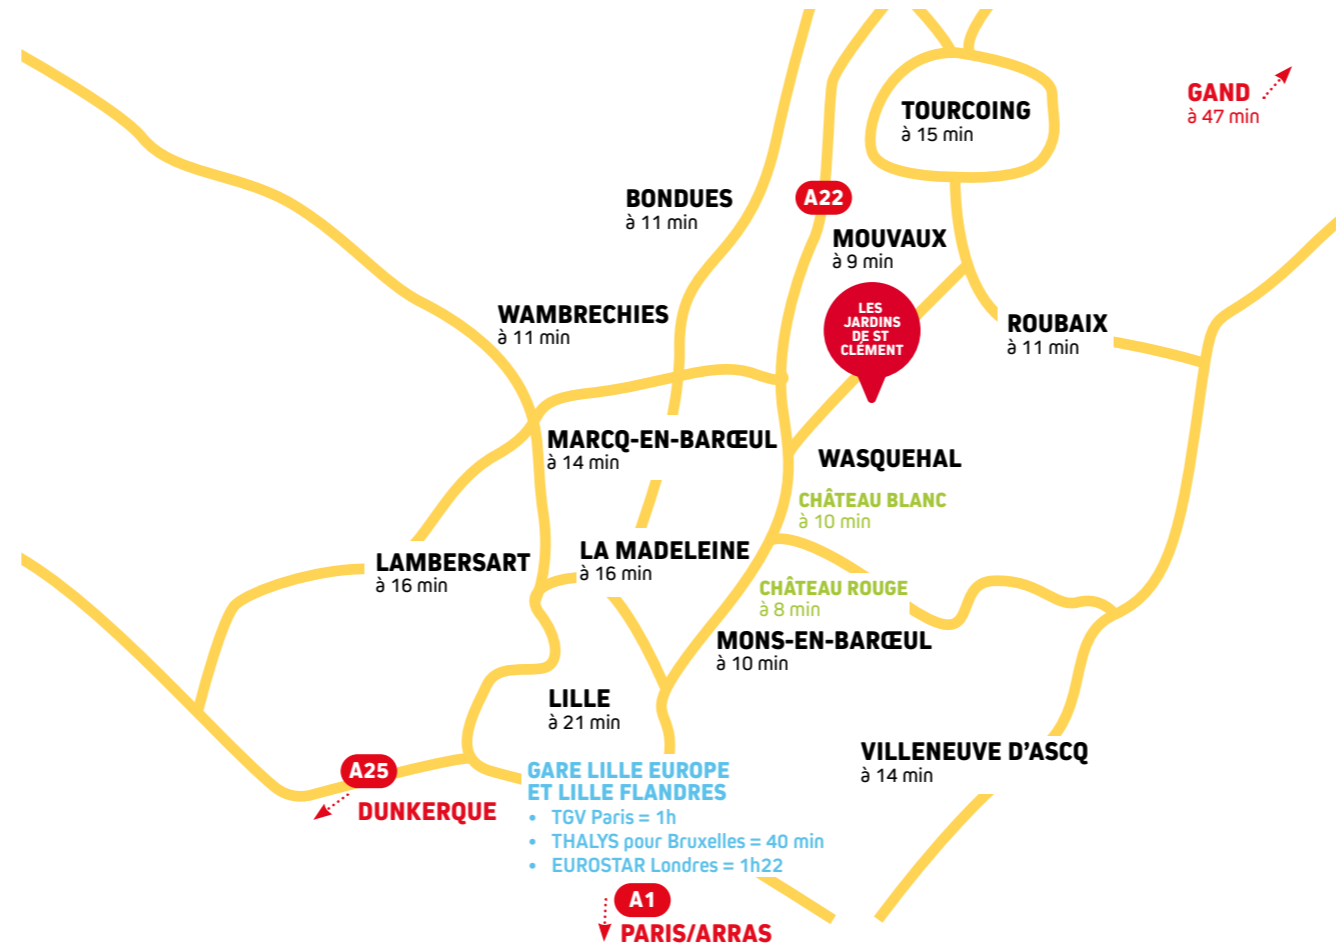 TOURCOING
à 15 min
GAND
à 47 min
BONDUES
à 11 min
A22
MOUVAUX
à 9 min
WAMBRECHIES
à 11 min
LES
JARDINS
DE ST
CLÉMENT
ROUBAIX
à 11 min
MARCQ-EN-BARŒUL
à 14 min
WASQUEHAL
CHÂTEAU BLANC
à 10 min
LAMBERSART
à 16 min
LA MADELEINE
à 16 min
CHÂTEAU ROUGE
à 8 min
MONS-EN-BARŒUL
à 10 min
LILLE
à 21 min
VILLENEUVE D’ASCQ
à 14 min
A25
DUNKERQUE
GARE LILLE EUROPE
ET LILLE FLANDRES
• TGV Paris = 1h
• THALYS pour Bruxelles = 40 min
• EUROSTAR Londres = 1h22
A1
PARIS/ARRAS